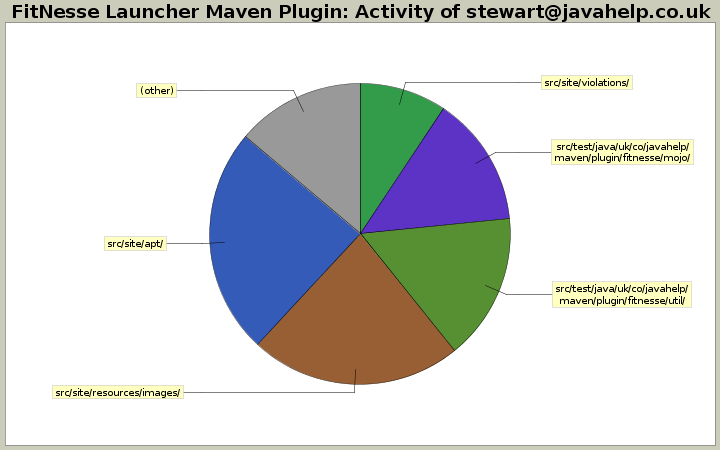 FitNesse Launcher Maven Plugin: Activity of stewart@javahelp.co.uk
src/site/violations/
(other)
src/test/java/uk/co/javahelp/
maven/plugin/fitnesse/mojo/
src/site/apt/
src/test/java/uk/co/javahelp/
maven/plugin/fitnesse/util/
src/site/resources/images/